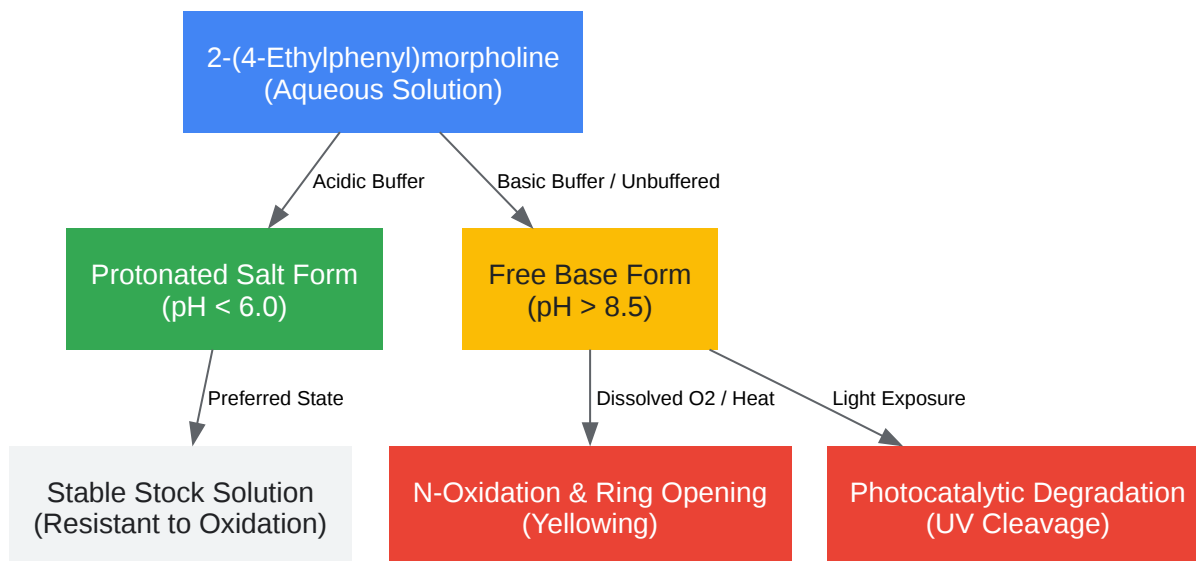 2-(4-Ethylphenyl)morpholine
(Aqueous Solution)
Acidic Buffer
Basic Buffer / Unbuffered
Protonated Salt Form
(pH < 6.0)
Free Base Form
(pH > 8.5)
Preferred State
Dissolved O2 / Heat
Light Exposure
Stable Stock Solution
(Resistant to Oxidation)
N-Oxidation & Ring Opening
(Yellowing)
Photocatalytic Degradation
(UV Cleavage)